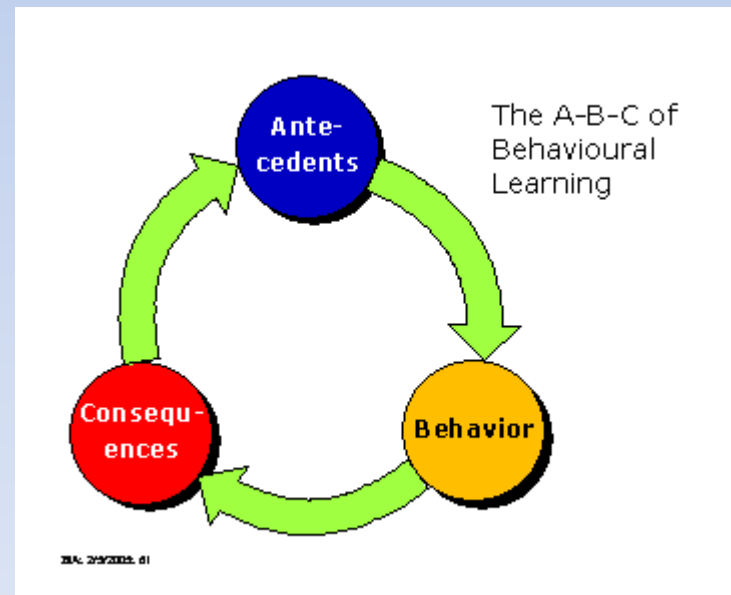 Ante-
cedents
The A-B-C of
Behavioural
Learning
Consequ-
ences
Behavior